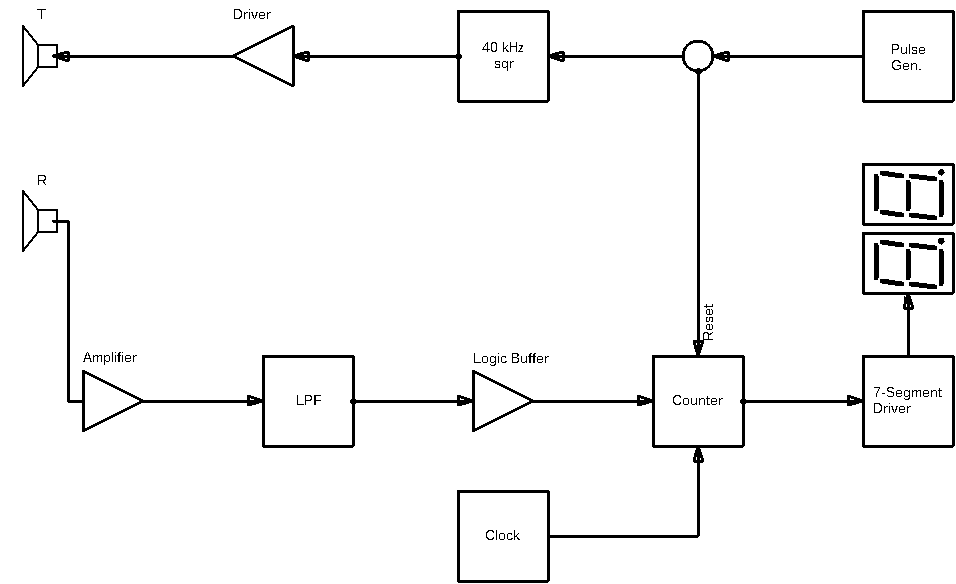 T
Driver
40 kHz
sqr
Pulse
Gen.
R
Reset
Amplifier
LPF
Logic Buffer
Counter
7-Segment
Driver
Clock